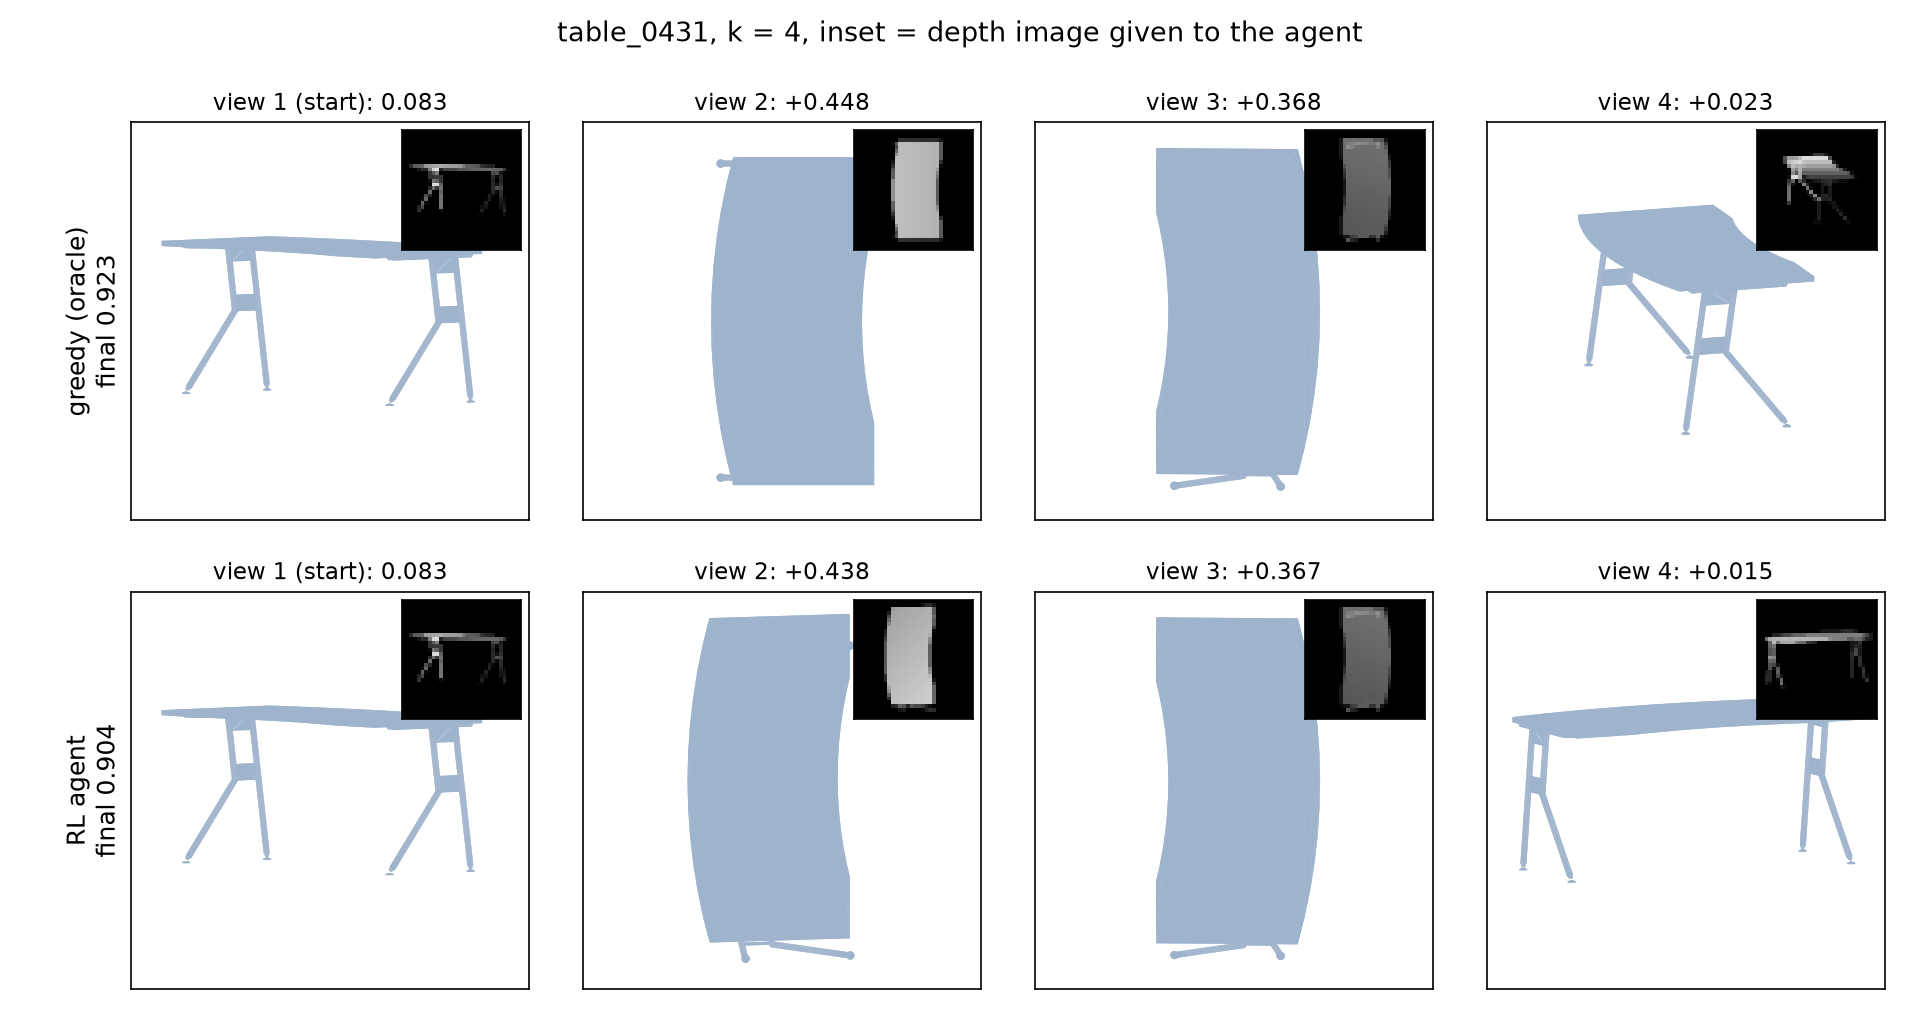 table_0431, k = 4, inset = depth image given to the agent
view 1 (start): 0.083
view 2: +0.448
view 3: +0.368
view 4: +0.023
greedy (oracle)
final 0.923
view 1 (start): 0.083
view 2: +0.438
view 3: +0.367
view 4: +0.015
RL agent
final 0.904